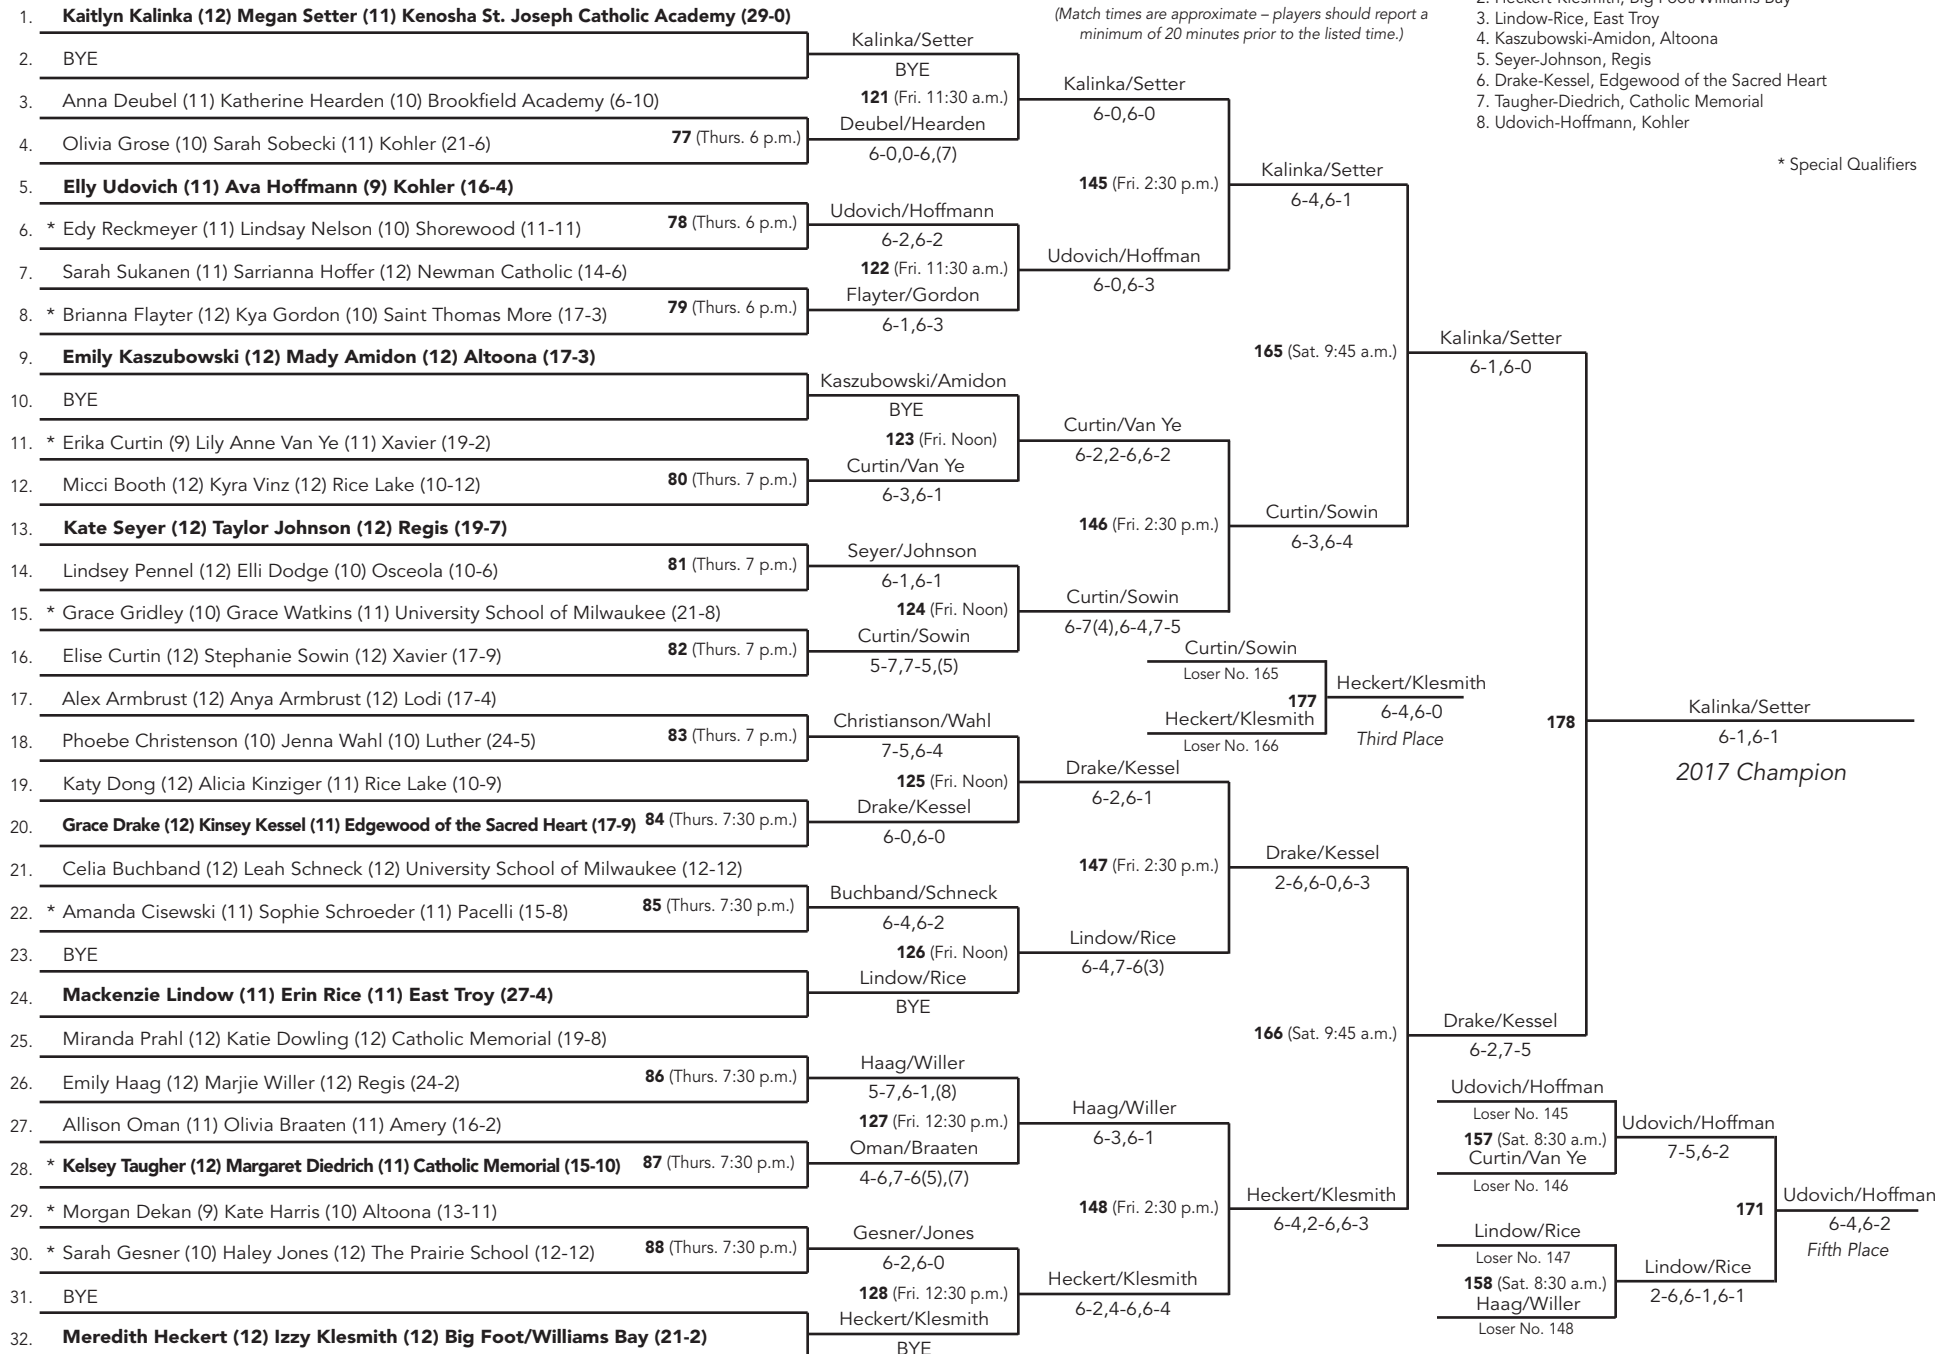 1. Kaitlyn Kalinka (12) Megan Setter (11) Kenosha St. Joseph Catholic Academy (29-0)
2. BYE
3. Anna Deubel (11) Katherine Hearden (10) Brookfield Academy (6-10)
4. Olivia Grose (10) Sarah Sobecki (11) Kohler (21-6)
77 (Thurs. 6 p.m.)
5. Elly Udovich (11) Ava Hoffmann (9) Kohler (16-4)
6. * Edy Reckmeyer (11) Lindsay Nelson (10) Shorewood (11-11)
78 (Thurs. 6 p.m.)
7. Sarah Sukanen (11) Sarrianna Hoffer (12) Newman Catholic (14-6)
8. * Brianna Flayter (12) Kya Gordon (10) Saint Thomas More (17-3)
79 (Thurs. 6 p.m.)
9. Emily Kaszubowski (12) Mady Amidon (12) Altoona (17-3)
10. BYE
11. * Erika Curtin (9) Lily Anne Van Ye (11) Xavier (19-2)
12. Micci Booth (12) Kyra Vinz (12) Rice Lake (10-12)
80 (Thurs. 7 p.m.)
13. Kate Seyer (12) Taylor Johnson (12) Regis (19-7)
14. Lindsey Pennel (12) Elli Dodge (10) Osceola (10-6)
81 (Thurs. 7 p.m.)
15. * Grace Gridley (10) Grace Watkins (11) University School of Milwaukee (21-8)
16. Elise Curtin (12) Stephanie Sowin (12) Xavier (17-9)
82 (Thurs. 7 p.m.)
17. Alex Armbrust (12) Anya Armbrust (12) Lodi (17-4)
18. Phoebe Christenson (10) Jenna Wahl (10) Luther (24-5)
83 (Thurs. 7 p.m.)
19. Katy Dong (12) Alicia Kinziger (11) Rice Lake (10-9)
20. Grace Drake (12) Kinsey Kessel (11) Edgewood of the Sacred Heart (17-9)
84 (Thurs. 7:30 p.m.)
21. Celia Buchband (12) Leah Schneck (12) University School of Milwaukee (12-12)
22. * Amanda Cisewski (11) Sophie Schroeder (11) Pacelli (15-8)
85 (Thurs. 7:30 p.m.)
23. BYE
24. Mackenzie Lindow (11) Erin Rice (11) East Troy (27-4)
25. Miranda Prahl (12) Katie Dowling (12) Catholic Memorial (19-8)
26. Emily Haag (12) Marjie Willer (12) Regis (24-2)
86 (Thurs. 7:30 p.m.)
27. Allison Oman (11) Olivia Braaten (11) Amery (16-2)
28. * Kelsey Taugher (12) Margaret Diedrich (11) Catholic Memorial (15-10)
87 (Thurs. 7:30 p.m.)
29. * Morgan Dekan (9) Kate Harris (10) Altoona (13-11)
30. * Sarah Gesner (10) Haley Jones (12) The Prairie School (12-12)
88 (Thurs. 7:30 p.m.)
31. BYE
32. Meredith Heckert (12) Izzy Klesmith (12) Big Foot/Williams Bay (21-2)
Kalinka/Setter
BYE
121 (Fri. 11:30 a.m.)
Deubel/Hearden
6-0,0-6,(7)
Udovich/Hoffmann
6-2,6-2
122 (Fri. 11:30 a.m.)
Flayter/Gordon
6-1,6-3
Kaszubowski/Amidon
BYE
123 (Fri. Noon)
Curtin/Van Ye
6-3,6-1
Seyer/Johnson
6-1,6-1
124 (Fri. Noon)
Curtin/Sowin
5-7,7-5,(5)
Christianson/Wahl
7-5,6-4
125 (Fri. Noon)
Drake/Kessel
6-0,6-0
Buchband/Schneck
6-4,6-2
126 (Fri. Noon)
Lindow/Rice
BYE
Haag/Willer
5-7,6-1,(8)
127 (Fri. 12:30 p.m.)
Oman/Braaten
4-6,7-6(5),(7)
Gesner/Jones
6-2,6-0
128 (Fri. 12:30 p.m.)
Heckert/Klesmith
BYE
(Match times are approximate – players should report a
minimum of 20 minutes prior to the listed time.)
Kalinka/Setter
6-0,6-0
145 (Fri. 2:30 p.m.)
Udovich/Hoffman
6-0,6-3
Curtin/Van Ye
6-2,2-6,6-2
146 (Fri. 2:30 p.m.)
Curtin/Sowin
6-7(4),6-4,7-5
Drake/Kessel
6-2,6-1
147 (Fri. 2:30 p.m.)
Lindow/Rice
6-4,7-6(3)
Haag/Willer
6-3,6-1
148 (Fri. 2:30 p.m.)
Heckert/Klesmith
6-2,4-6,6-4
Kalinka/Setter
6-4,6-1
165 (Sat. 9:45 a.m.)
Curtin/Sowin
6-3,6-4
Drake/Kessel
2-6,6-0,6-3
166 (Sat. 9:45 a.m.)
Heckert/Klesmith
6-4,2-6,6-3
Curtin/Sowin
Loser No. 165
177
Heckert/Klesmith
Loser No. 166
Heckert/Klesmith
6-4,6-0
Third Place
Kalinka/Setter
6-1,6-0
178
Drake/Kessel
6-2,7-5
Kalinka/Setter
6-1,6-1
2017 Champion
2. Heckert-Klesmith, Big Foot/Williams Bay
3. Lindow-Rice, East Troy
4. Kaszubowski-Amidon, Altoona
5. Seyer-Johnson, Regis
6. Drake-Kessel, Edgewood of the Sacred Heart
7. Taugher-Diedrich, Catholic Memorial
8. Udovich-Hoffmann, Kohler
* Special Qualifiers
Udovich/Hoffman
Loser No. 145
157 (Sat. 8:30 a.m.)
Curtin/Van Ye
Loser No. 146
Udovich/Hoffman
7-5,6-2
Lindow/Rice
Loser No. 147
158 (Sat. 8:30 a.m.)
Haag/Willer
Loser No. 148
Lindow/Rice
2-6,6-1,6-1
171
Udovich/Hoffman
6-4,6-2
Fifth Place